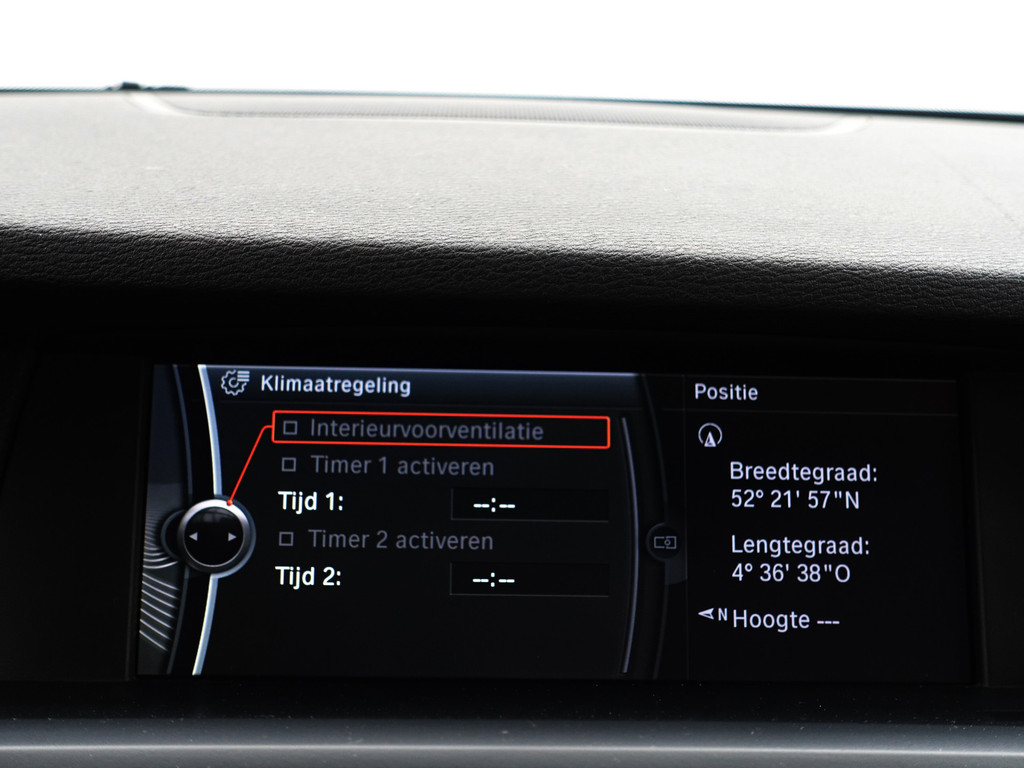 Klimaatregeling
Interieurvoorventilatie
Timer 1 activeren
Tijd 1: --:--
Timer 2 activeren
Tijd 2: --:--
Positie
Breedtegraad:
52° 21' 57"N
Lengtegraad:
4° 36' 38"O
N Hoogte ---